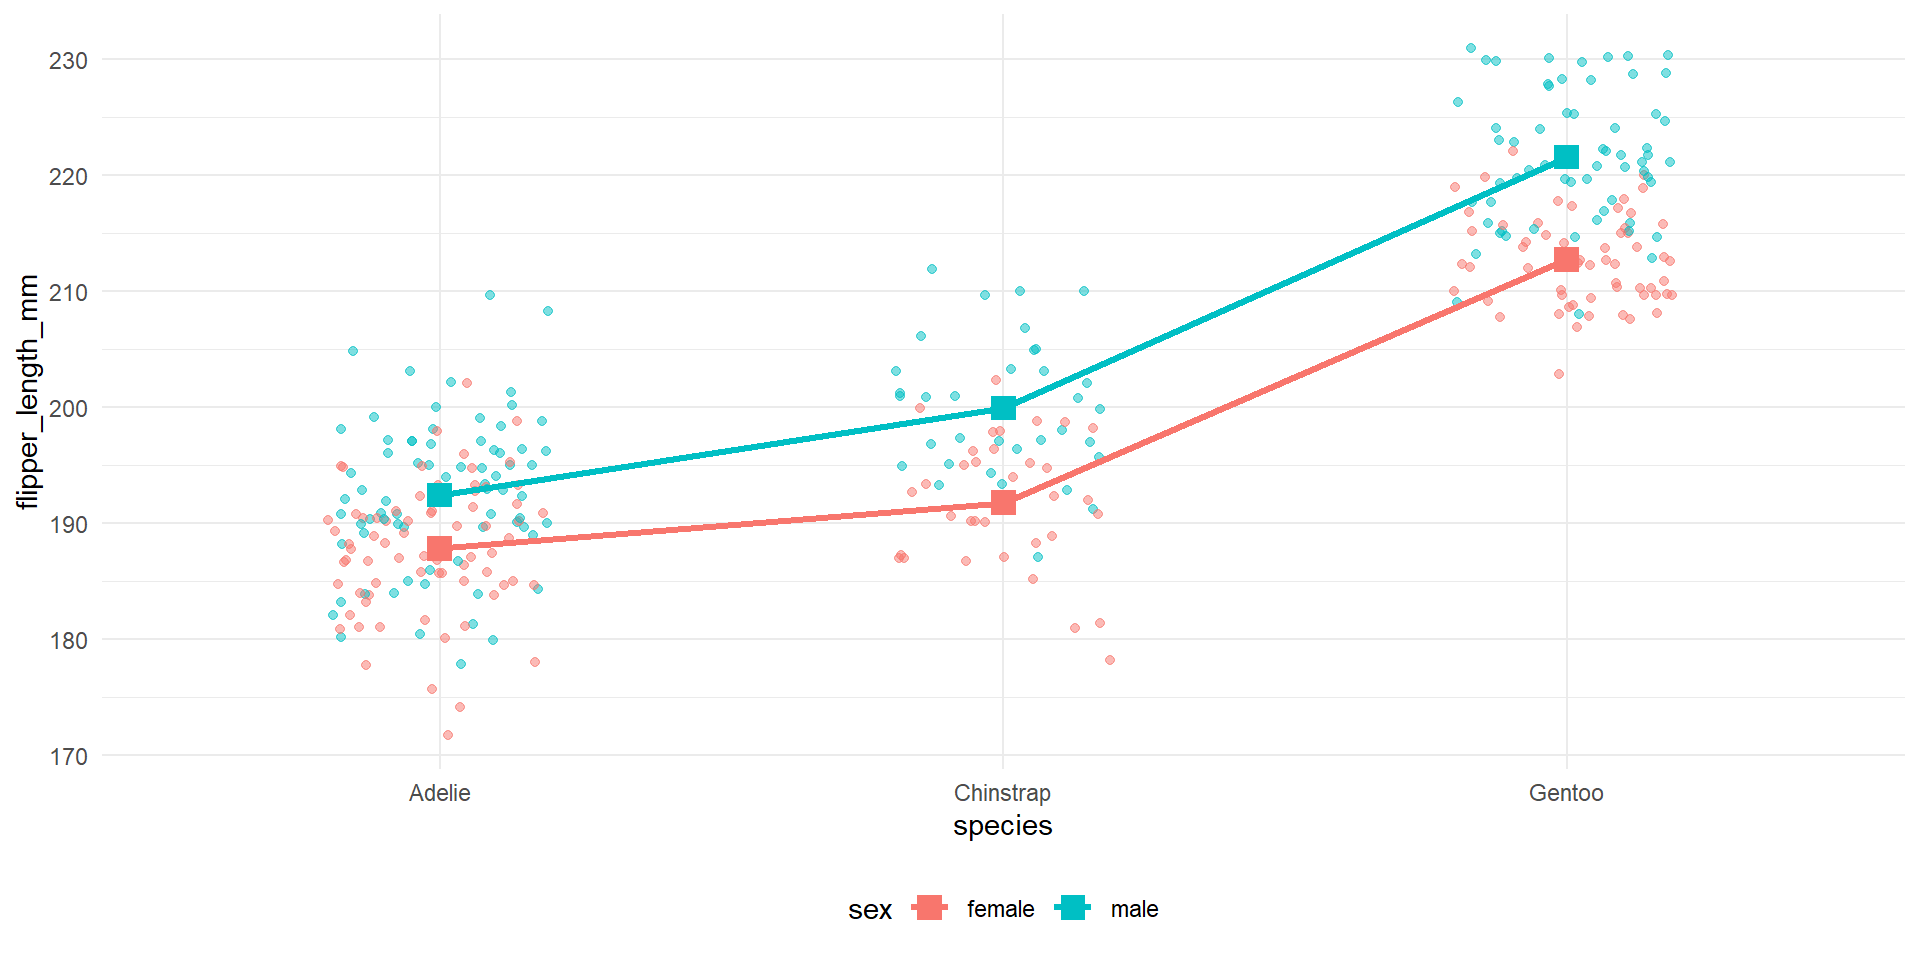 230
220
210
200
190
180
170
flipper_length_mm
Adelie Chinstrap Gentoo
species
sex female male